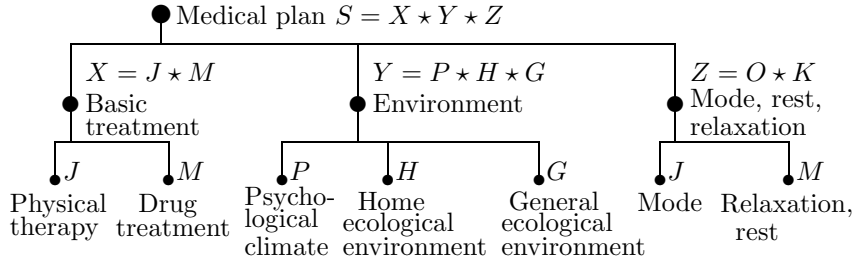 Medical plan S = X ⋆ Y ⋆ Z
X = J ⋆ M
Basic
treatment
Y = P ⋆ H ⋆ G
Environment
Z = O ⋆ K
Mode, rest,
relaxation
J
Physical
therapy
M
Drug
treatment
P
Psycho-
logical
climate
H
Home
ecological
environment
G
General
ecological
environment
J
Mode
M
Relaxation,
rest